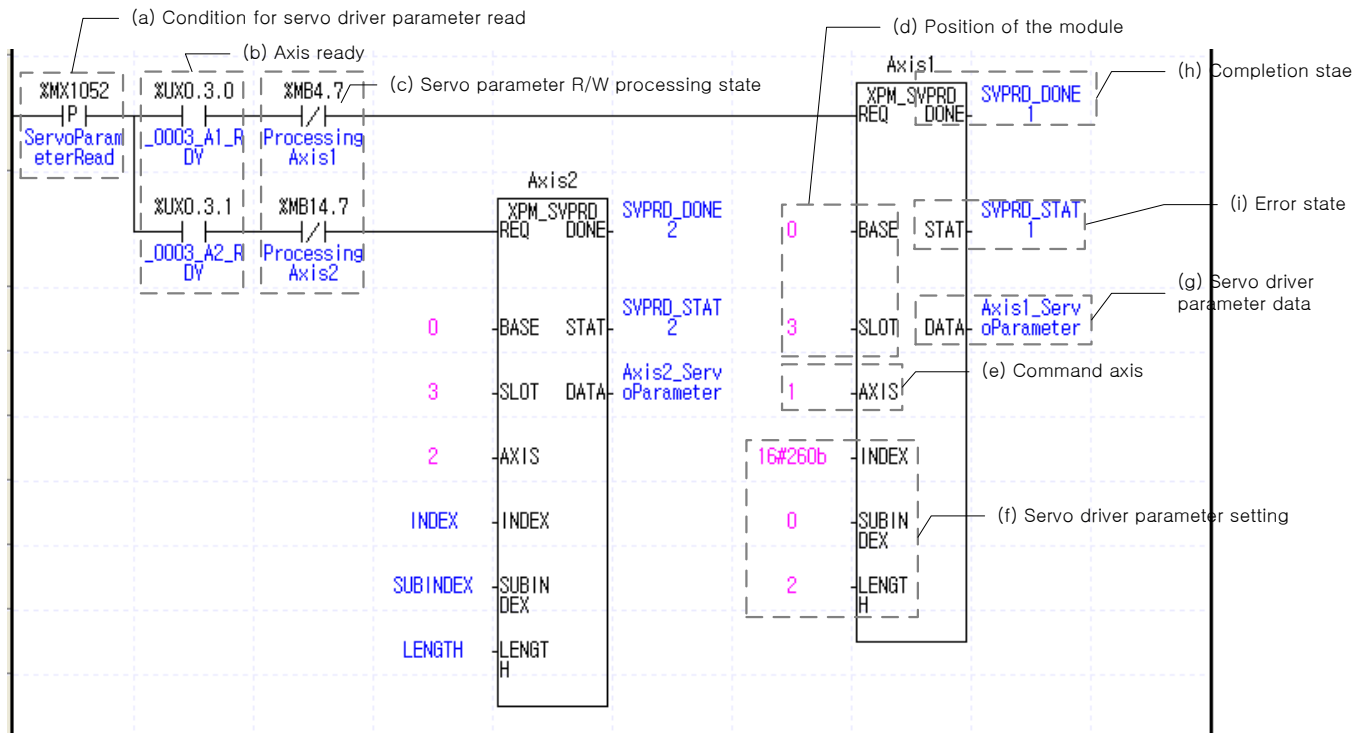 (a) Condition for servo driver parameter read
(b) Axis ready
(c) Servo parameter R/W processing state
(d) Position of the module
(h) Completion stae
%MX1052
P
ServoParam
eterRead
%UX0.3.0
_0003_A1_R
DY
%MB4.7
Processing
Axis1
Axis1
XPM_SVPRD
REQ DONE
SVPRD_DONE
1
%UX0.3.1
_0003_A2_R
DY
%MB14.7
Processing
Axis2
Axis2
XPM_SVPRD
REQ DONE
SVPRD_DONE
2
0
BASE STAT
SVPRD_STAT
1
(i) Error state
0
BASE STAT
SVPRD_STAT
2
3
SLOT DATA
Axis1_Serv
oParameter
(g) Servo driver
parameter data
3
SLOT DATA
Axis2_Serv
oParameter
1
AXIS
(e) Command axis
2
AXIS
16#260b
INDEX
INDEX
INDEX
0
SUBIN
DEX
(f) Servo driver parameter setting
SUBINDEX
SUBIN
DEX
2
LENGT
H
LENGTH
LENGT
H